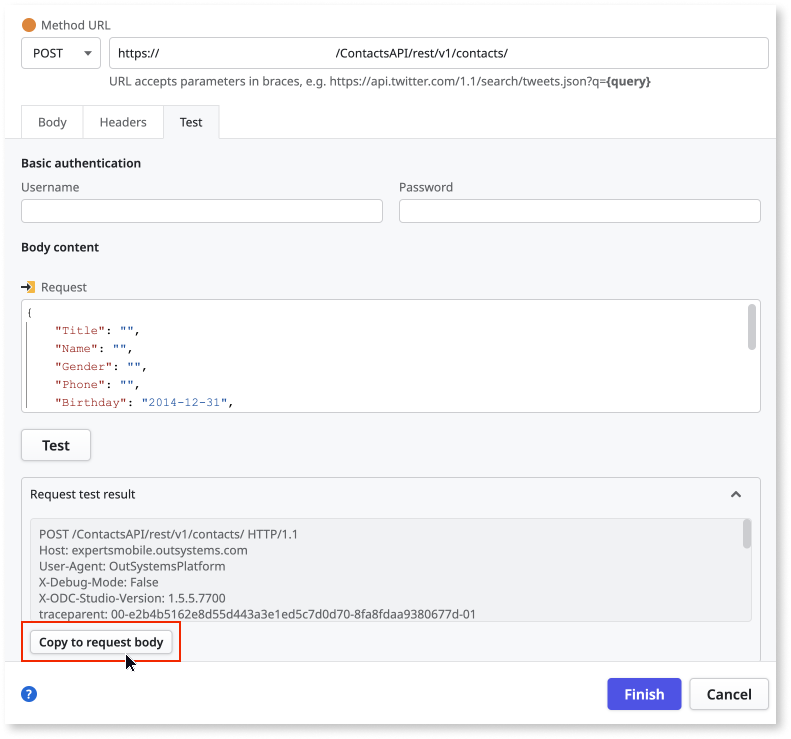 Method URL
POST https:// /ContactsAPI/rest/v1/contacts/
URL accepts parameters in braces, e.g. https://api.twitter.com/1.1/search/tweets.json?q={query}
Body Headers Test
Basic authentication
Username Password
Body content
Request
{
"Title": "",
"Name": "",
"Gender": "",
"Phone": "",
"Birthday": "2014-12-31",
Test
Request test result
POST /ContactsAPI/rest/v1/contacts/ HTTP/1.1
Host: expertsmobile.outsystems.com
User-Agent: OutSystemsPlatform
X-Debug-Mode: False
X-ODC-Studio-Version: 1.5.5.7700
traceparent: 00-e2b4b5162e8d55d443a3e1ed5c7d0d70-8fa8fdaa9380677d-01
Copy to request body
? Finish Cancel